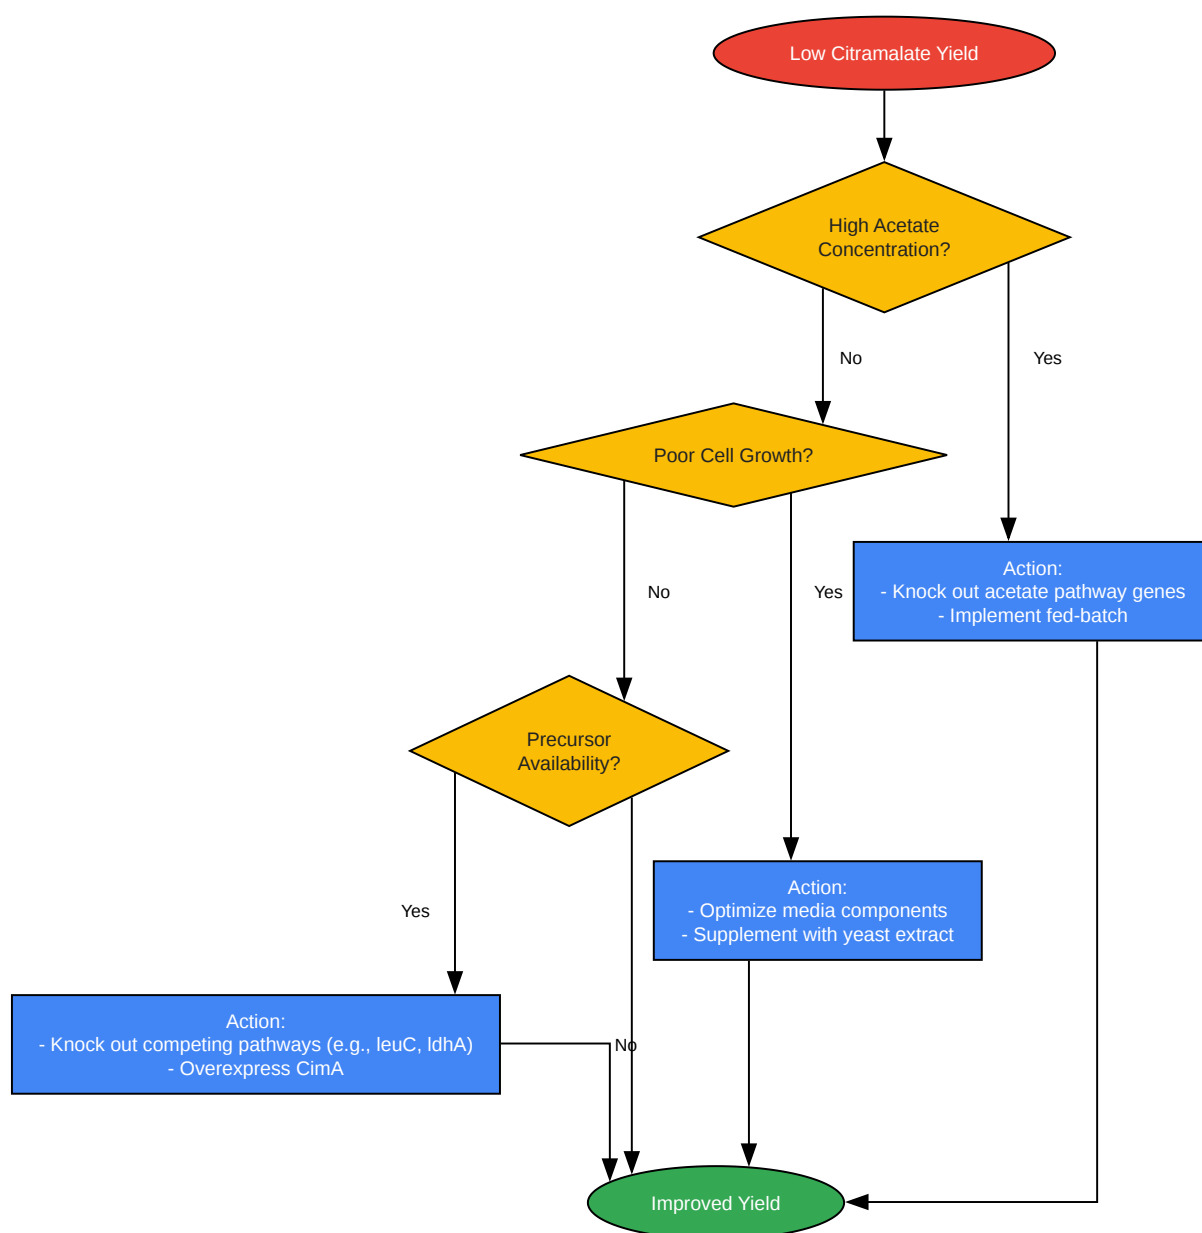 Low Citramalate Yield
High Acetate
Concentration?
No
Yes
Poor Cell Growth?
No
Yes
Action:
- Knock out acetate pathway genes
- Implement fed-batch
Precursor
Availability?
Yes
Action:
- Optimize media components
- Supplement with yeast extract
Action:
- Knock out competing pathways (e.g., leuC, ldhA)
- Overexpress CimA
No
Improved Yield